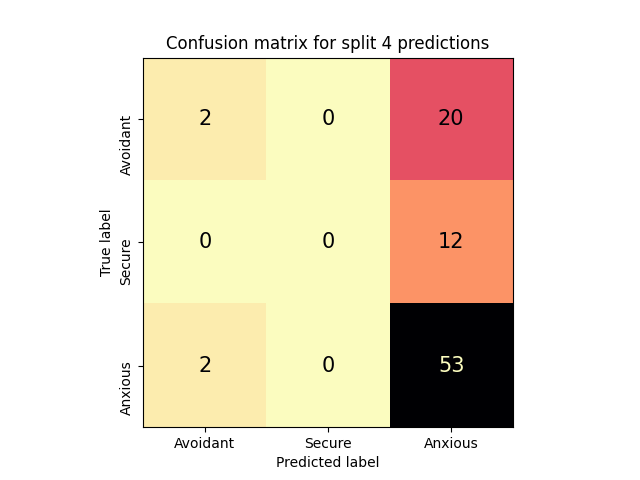 Confusion matrix for split 4 predictions
True label
Avoidant
2
0
20
Secure
0
0
12
Anxious
2
0
53
Avoidant
Secure
Anxious
Predicted label